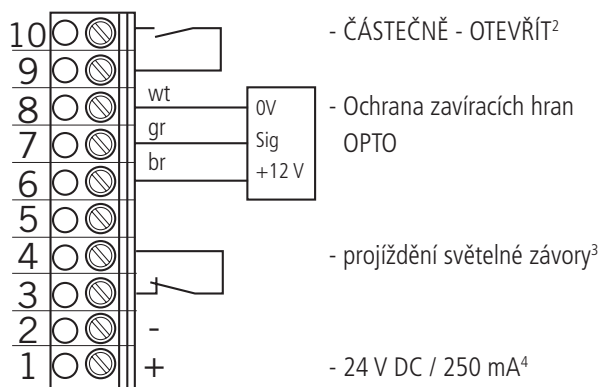 10 - ČÁSTEČNĚ - OTEVŘÍT²
9
8 wt 0V - Ochrana zavíracích hran
7 gr Sig OPTO
6 br +12 V
5
4 - projíždění světelné závory³
3
2 -
1 + - 24 V DC / 250 mA⁴